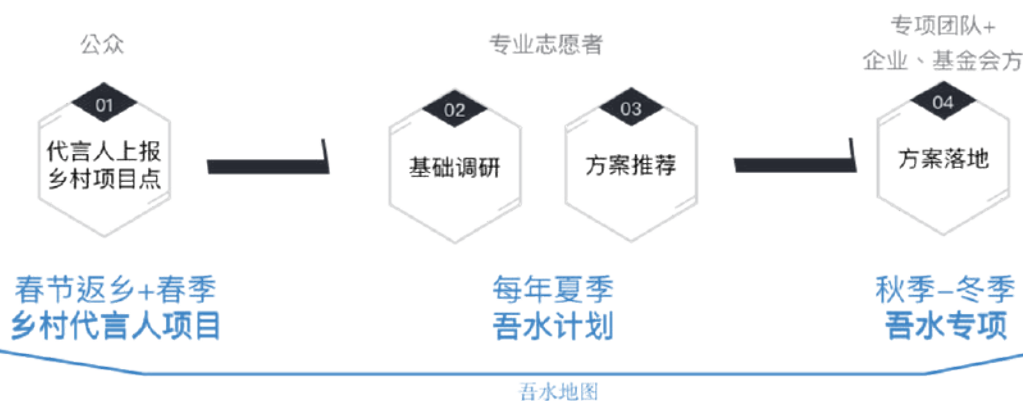 公众
专业志愿者
专项团队+
企业、基金会方
01
代言人上报
乡村项目点
02
基础调研
03
方案推荐
04
方案落地
春节返乡+春季
乡村代言人项目
每年夏季
吾水计划
秋季–冬季
吾水专项
吾水地图